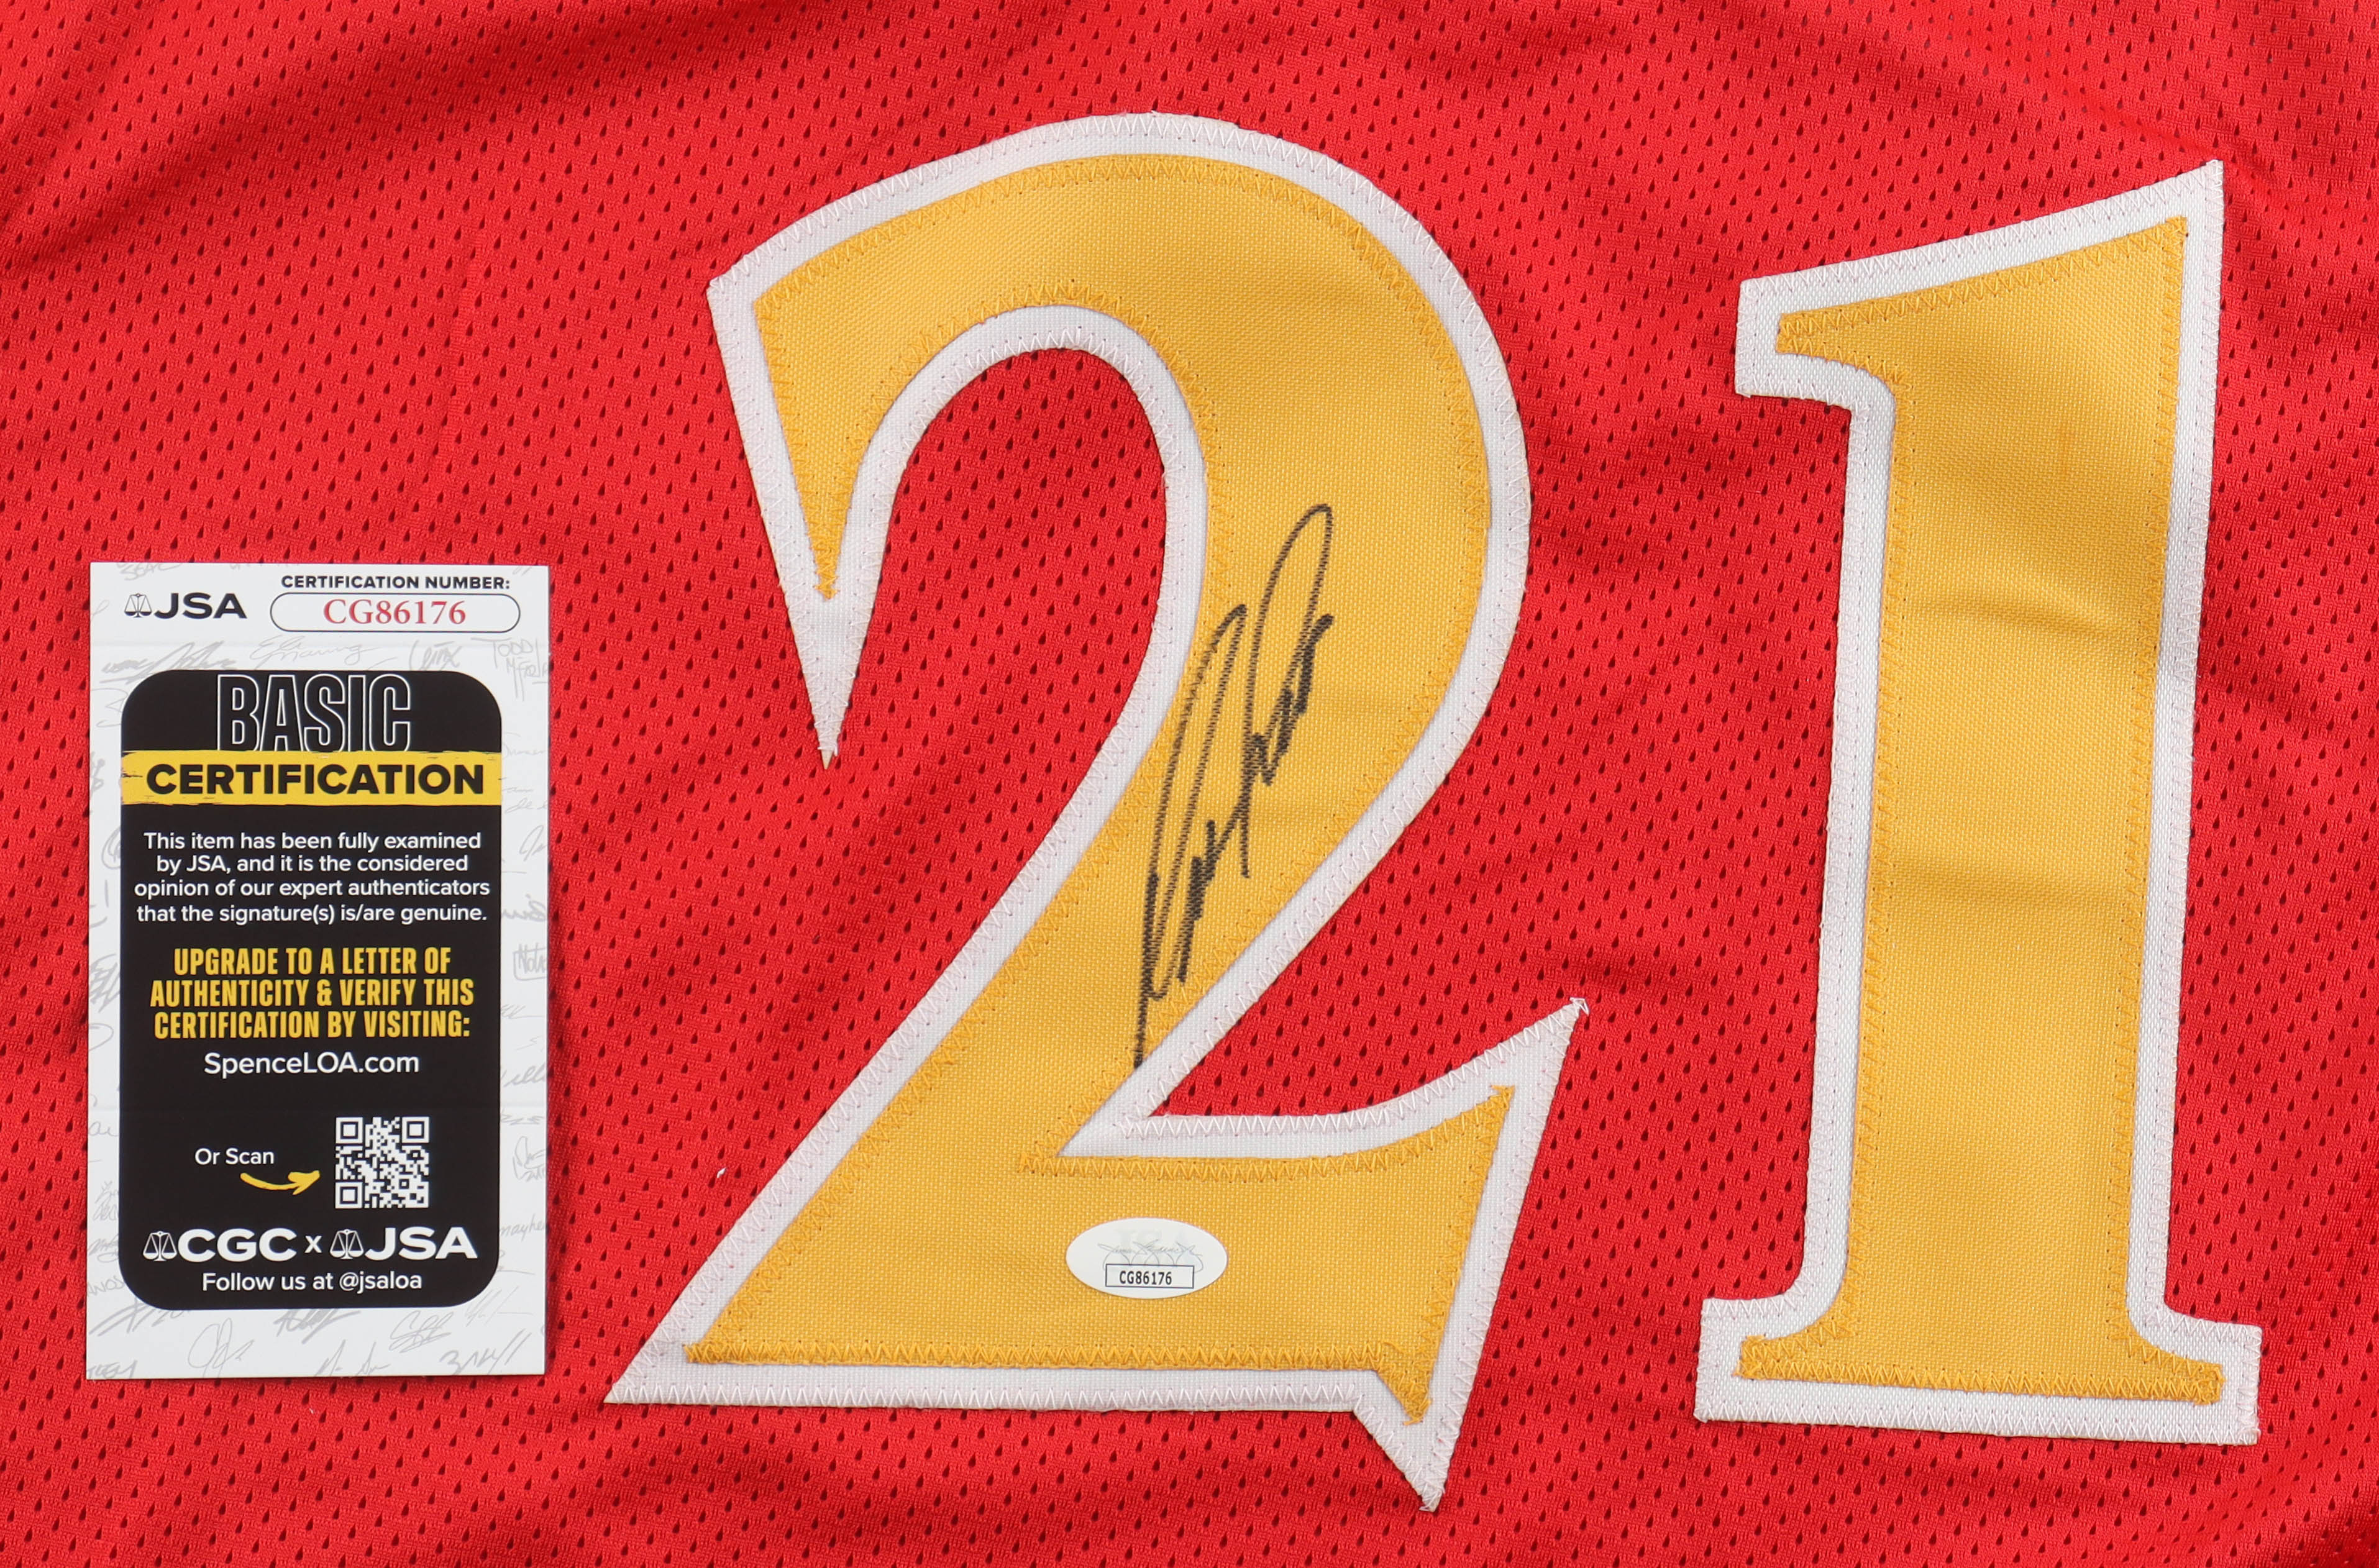 21
JSA
CERTIFICATION NUMBER:
CG86176
BASIC
CERTIFICATION
This item has been fully examined
by JSA, and it is the considered
opinion of our expert authenticators
that the signature(s) is/are genuine.
UPGRADE TO A LETTER OF
AUTHENTICITY & VERIFY THIS
CERTIFICATION BY VISITING:
SpenceLOA.com
Or Scan
CGC x JSA
Follow us at @jsaloa
CG86176